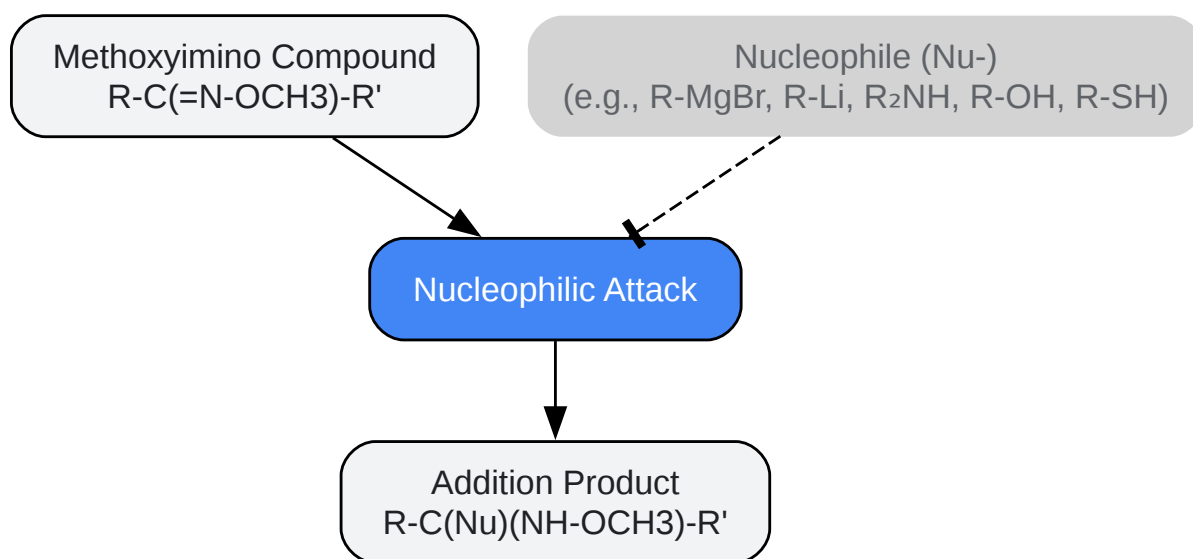 Methoxyimino Compound
R-C(=N-OCH3)-R'
Nucleophile (Nu-)
(e.g., R-MgBr, R-Li, R₂NH, R-OH, R-SH)
Nucleophilic Attack
Addition Product
R-C(Nu)(NH-OCH3)-R'